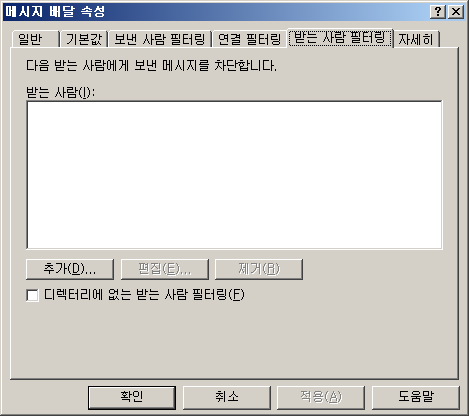 메시지 배달 속성
일반 기본값 보낸 사람 필터링 연결 필터링 받는 사람 필터링 자세히
다음 받는 사람에게 보낸 메시지를 차단합니다.
받는 사람(I):
추가(D)... 편집(E)... 제거(R)
디렉터리에 없는 받는 사람 필터링(F)
확인 취소 적용(A) 도움말